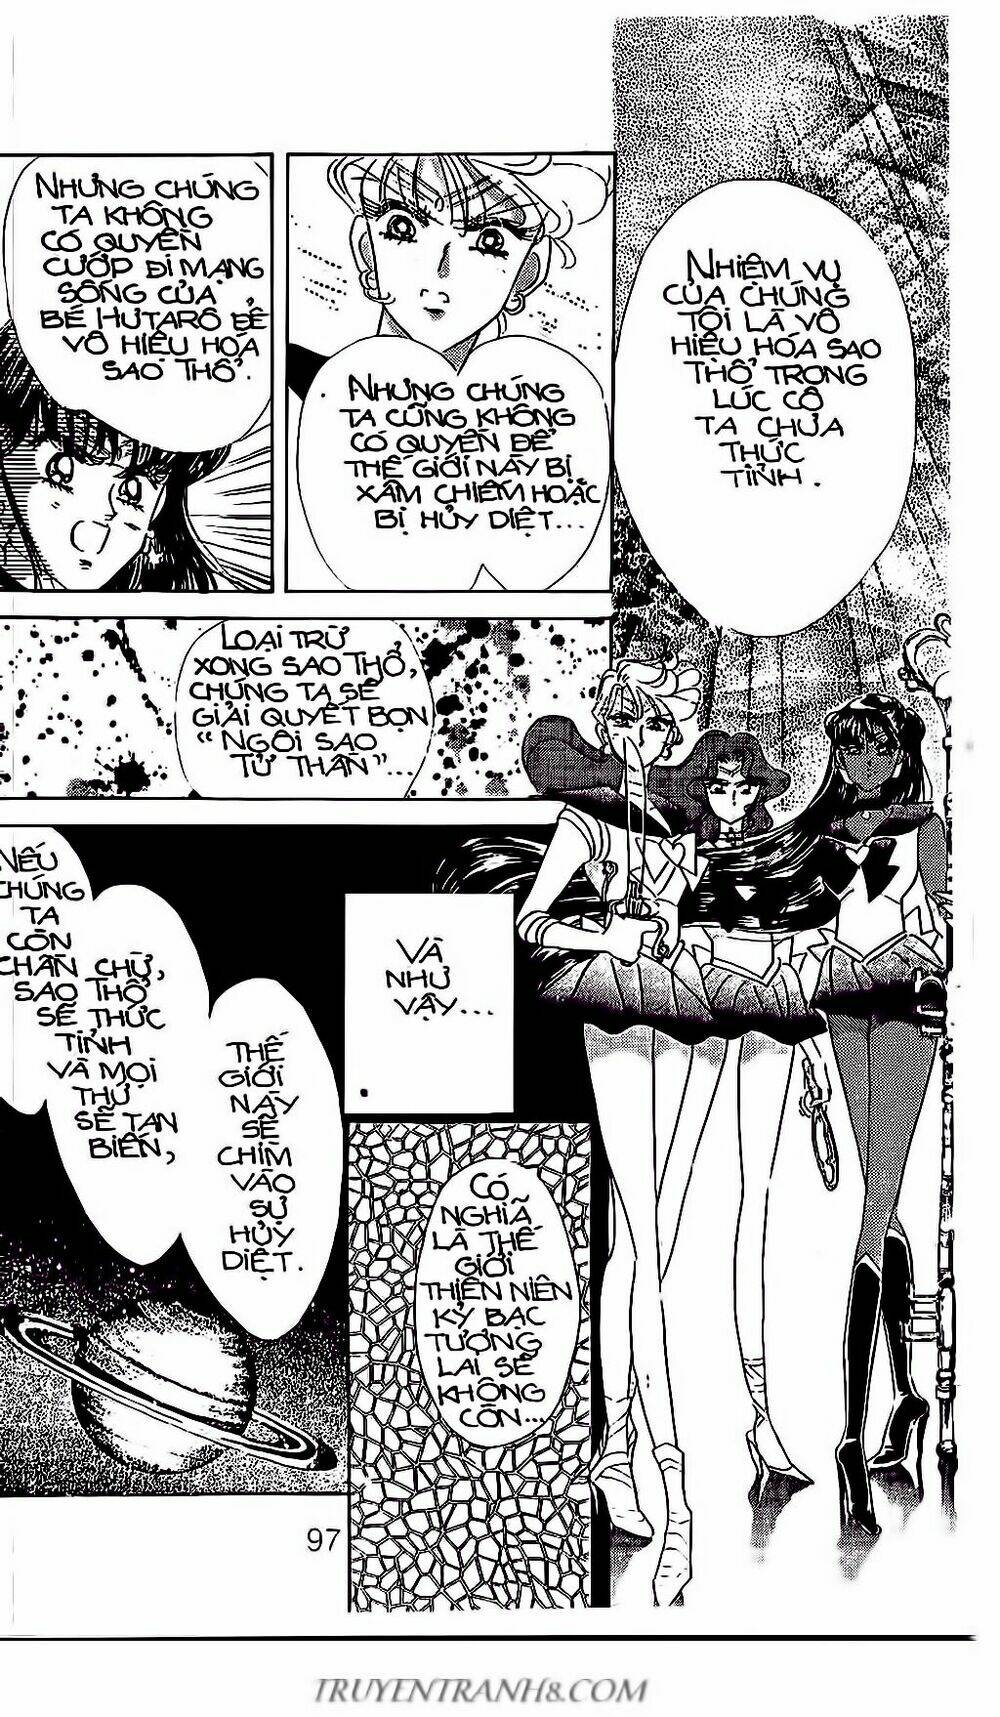 NHIỆM VỤ
CỦA CHÚNG
TÔI LÀ VÔ
HIỆU HÓA SAO
THỔ TRONG
LÚC CÔ
TA CHƯA
THỨC
TỈNH.
NHƯNG CHÚNG
TA CŨNG KHÔNG
CÓ QUYỀN ĐỂ
THẾ GIỚI NÀY BỊ
XÂM CHIẾM HOẶC
BỊ HỦY DIỆT...
NHƯNG CHÚNG
TA KHÔNG
CÓ QUYỀN
CƯỚP ĐI MẠNG
SỐNG CỦA
BÉ HƯTARÔ ĐỂ
VÔ HIỆU HÓA
SAO THỔ.
LOẠI TRỪ
XONG SAO THỔ,
CHÚNG TA SẼ
GIẢI QUYẾT BỌN
“NGÔI SAO
TỬ THẦN”...
VÀ
NHƯ
VẬY...
CÓ
NGHĨA
LÀ THẾ
GIỚI
THIÊN NIÊN
KỶ BẠC
TƯƠNG
LAI SẼ
KHÔNG
CÒN...
NẾU
CHÚNG
TA
CÒN
CHẦN CHỪ,
SAO THỔ
SẼ THỨC
TỈNH
VÀ MỌI
THỨ
SẼ TAN
BIẾN,
THẾ
GIỚI
NÀY
SẼ
CHÌM
VÀO
SỰ
HỦY
DIỆT.
97
TRUYENTRANH8.COM